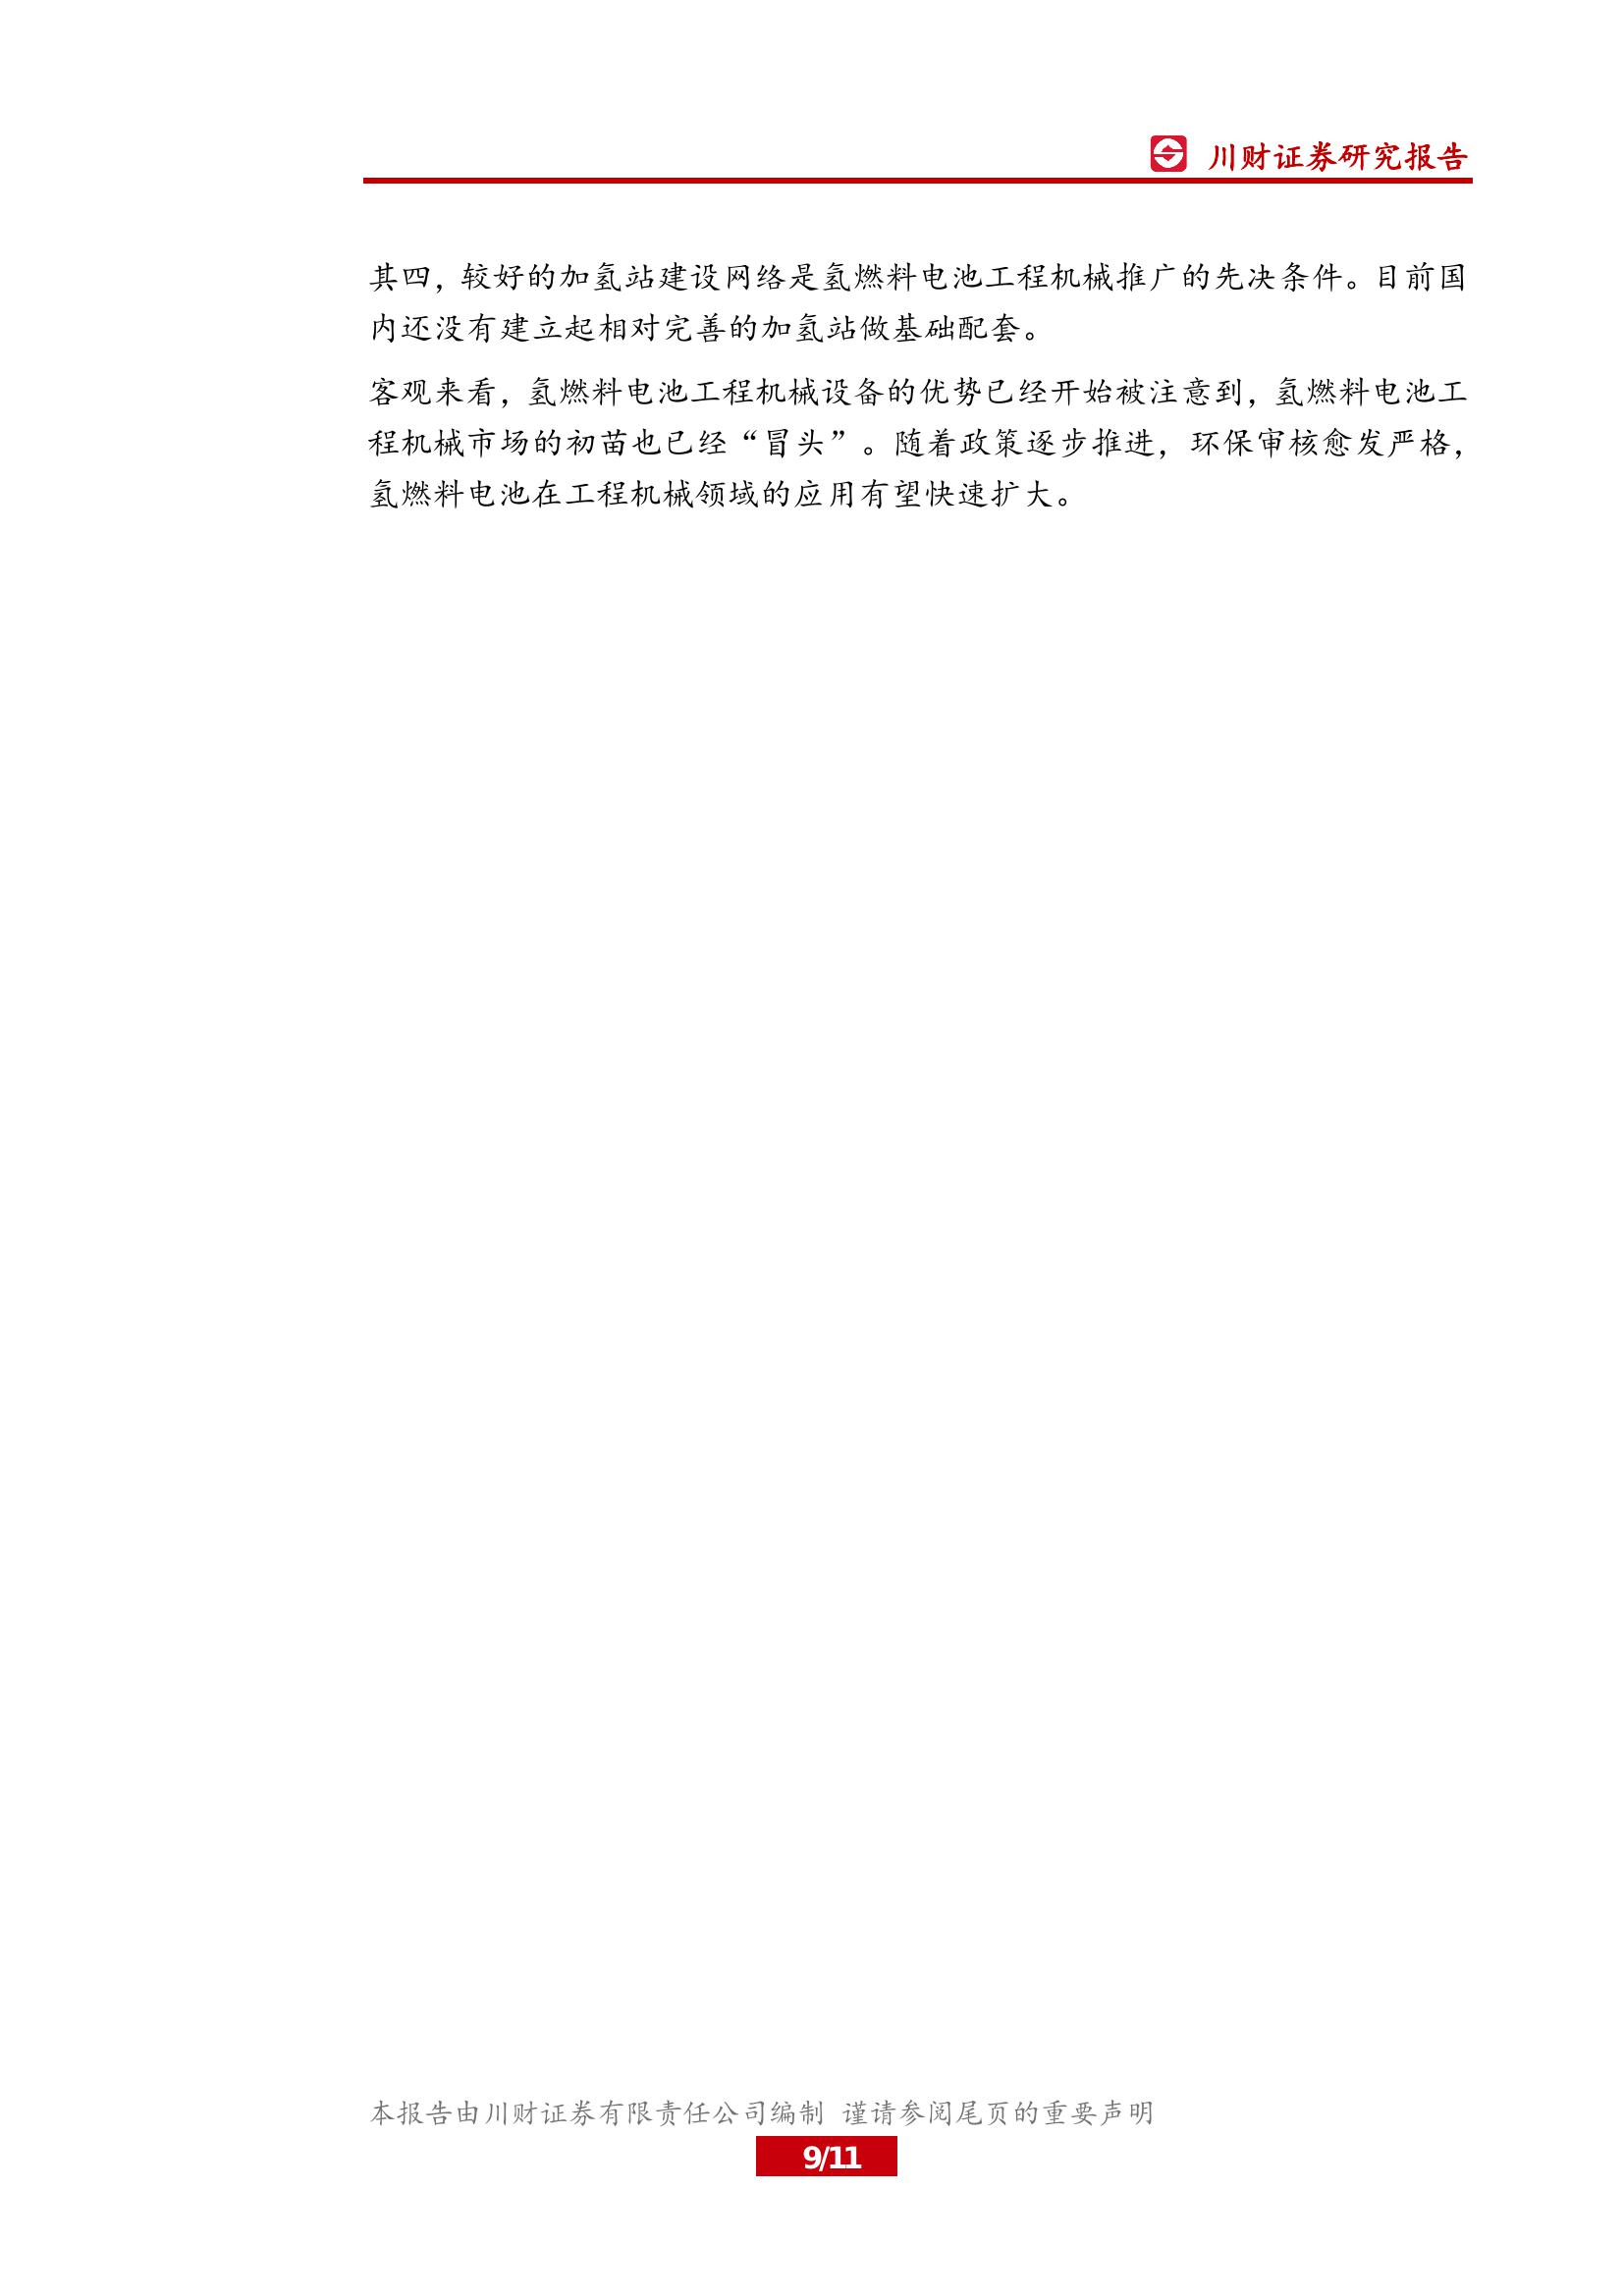 川财证券研究报告
其四，较好的加氢站建设网络是氢燃料电池工程机械推广的先决条件。目前国
内还没有建立起相对完善的加氢站做基础配套。
客观来看，氢燃料电池工程机械设备的优势已经开始被注意到，氢燃料电池工
程机械市场的初苗也已经“冒头”。随着政策逐步推进，环保审核愈发严格，
氢燃料电池在工程机械领域的应用有望快速扩大。
本报告由川财证券有限责任公司编制 谨请参阅尾页的重要声明
9/11